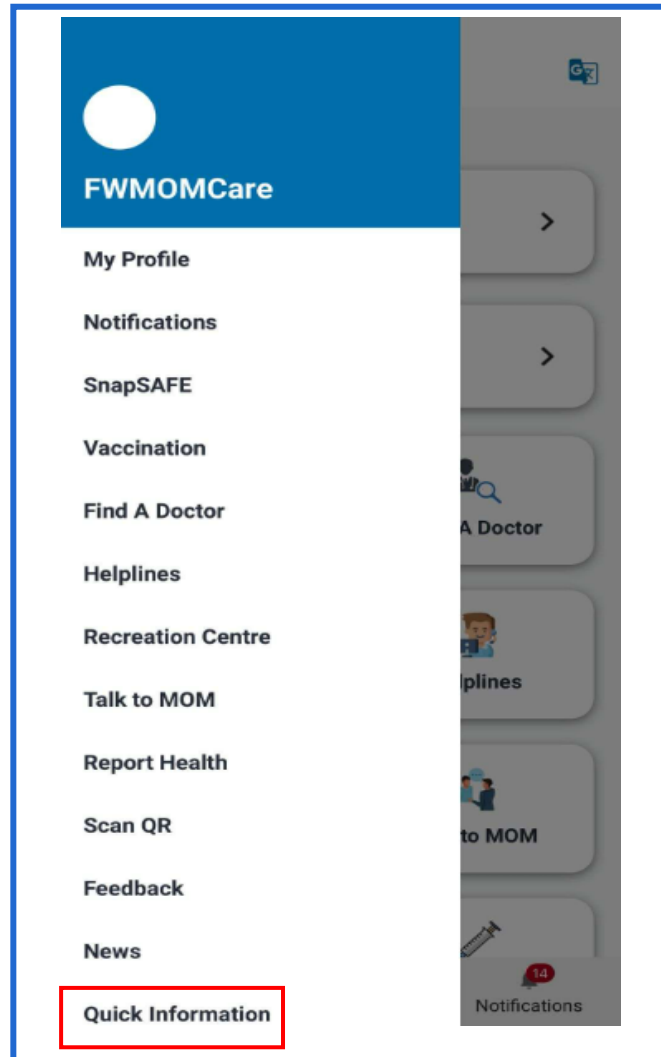 FWMOMCare
My Profile
Notifications
SnapSAFE
Vaccination
Find A Doctor
A Doctor
Helplines
lplines
Recreation Centre
Talk to MOM
Report Health
Scan QR
to MOM
Feedback
News
14
Quick Information
Notifications